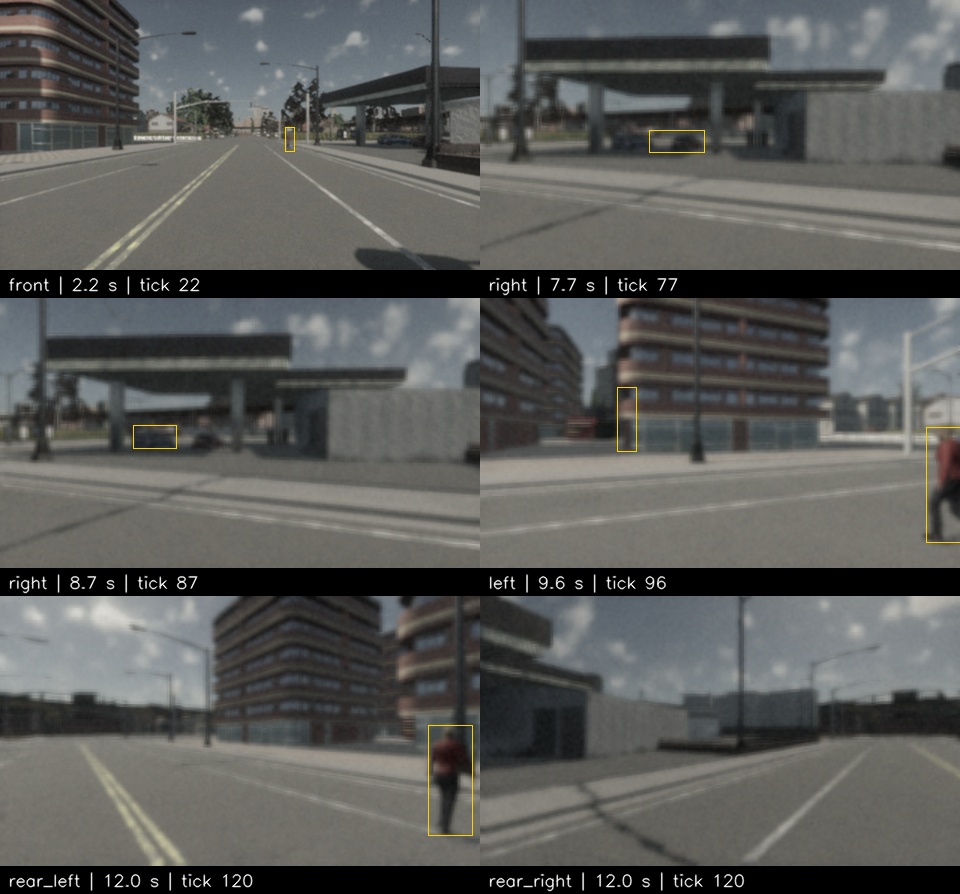 front | 2.2 s | tick 22
right | 7.7 s | tick 77
right | 8.7 s | tick 87
left | 9.6 s | tick 96
rear_left | 12.0 s | tick 120
rear_right | 12.0 s | tick 120